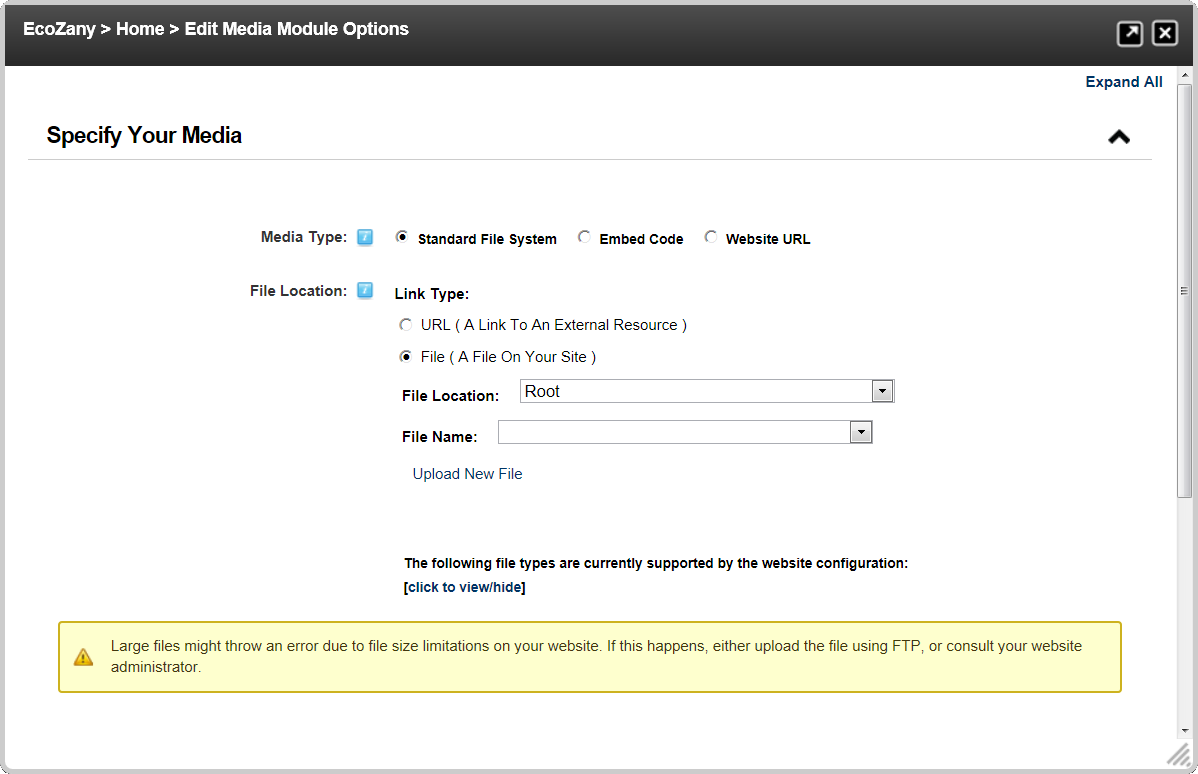 EcoZany > Home > Edit Media Module Options
Expand All
Specify Your Media
Media Type: Standard File System Embed Code Website URL
File Location: Link Type:
URL ( A Link To An External Resource )
File ( A File On Your Site )
File Location: Root
File Name:
Upload New File
The following file types are currently supported by the website configuration:
[click to view/hide]
Large files might throw an error due to file size limitations on your website. If this happens, either upload the file using FTP, or consult your website
administrator.